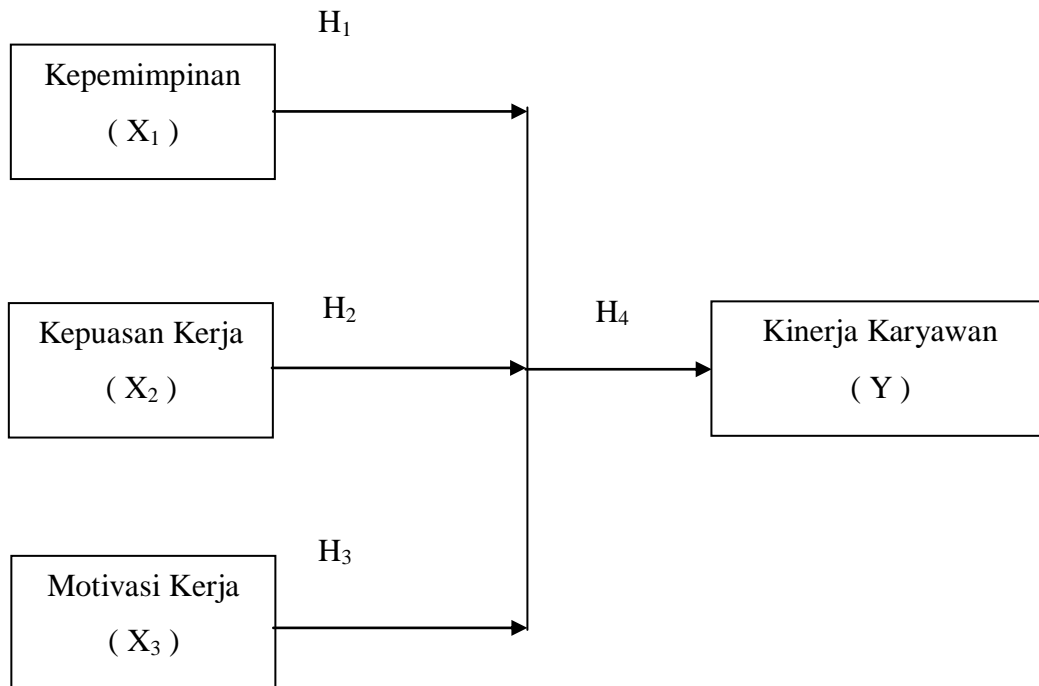 H₁
Kepemimpinan
( X₁ )
H₂
Kepuasan Kerja
( X₂ )
H₄
Kinerja Karyawan
( Y )
H₃
Motivasi Kerja
( X₃ )